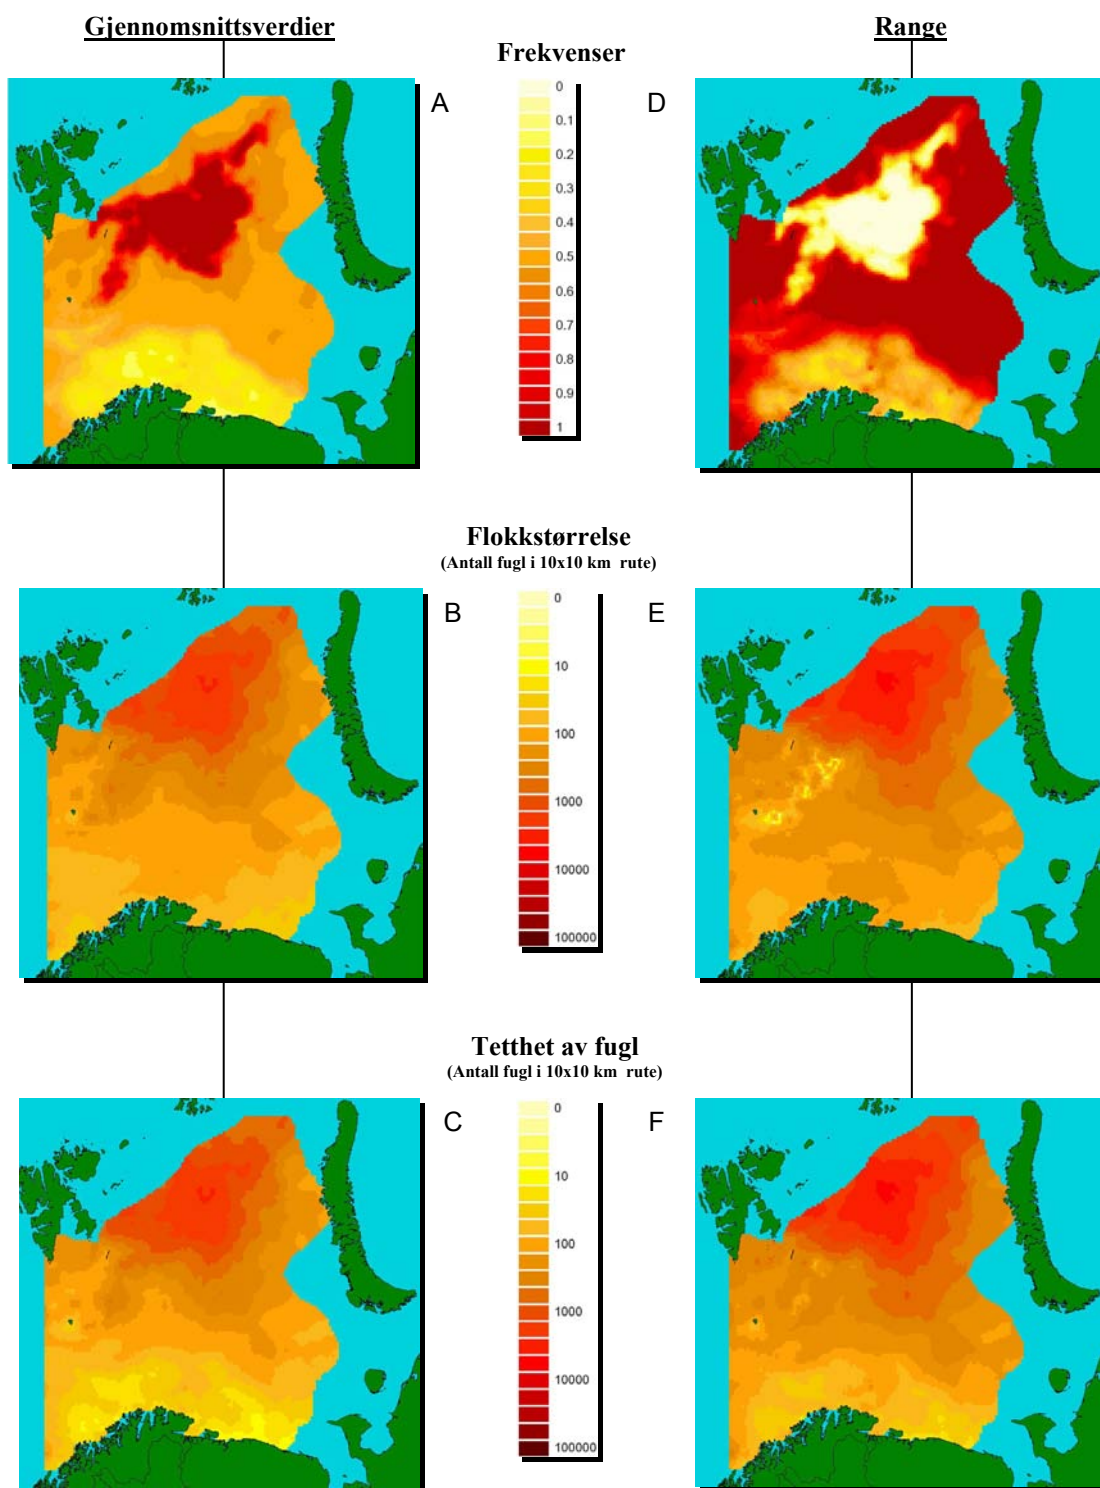 Gjennomsnittsverdier
Range
Frekvenser
A
D
0
0.1
0.2
0.3
0.4
0.5
0.6
0.7
0.8
0.9
1
Flokkstørrelse
(Antall fugl i 10x10 km rute)
B
E
0
10
100
1000
10000
100000
Tetthet av fugl
(Antall fugl i 10x10 km rute)
C
F
0
10
100
1000
10000
100000